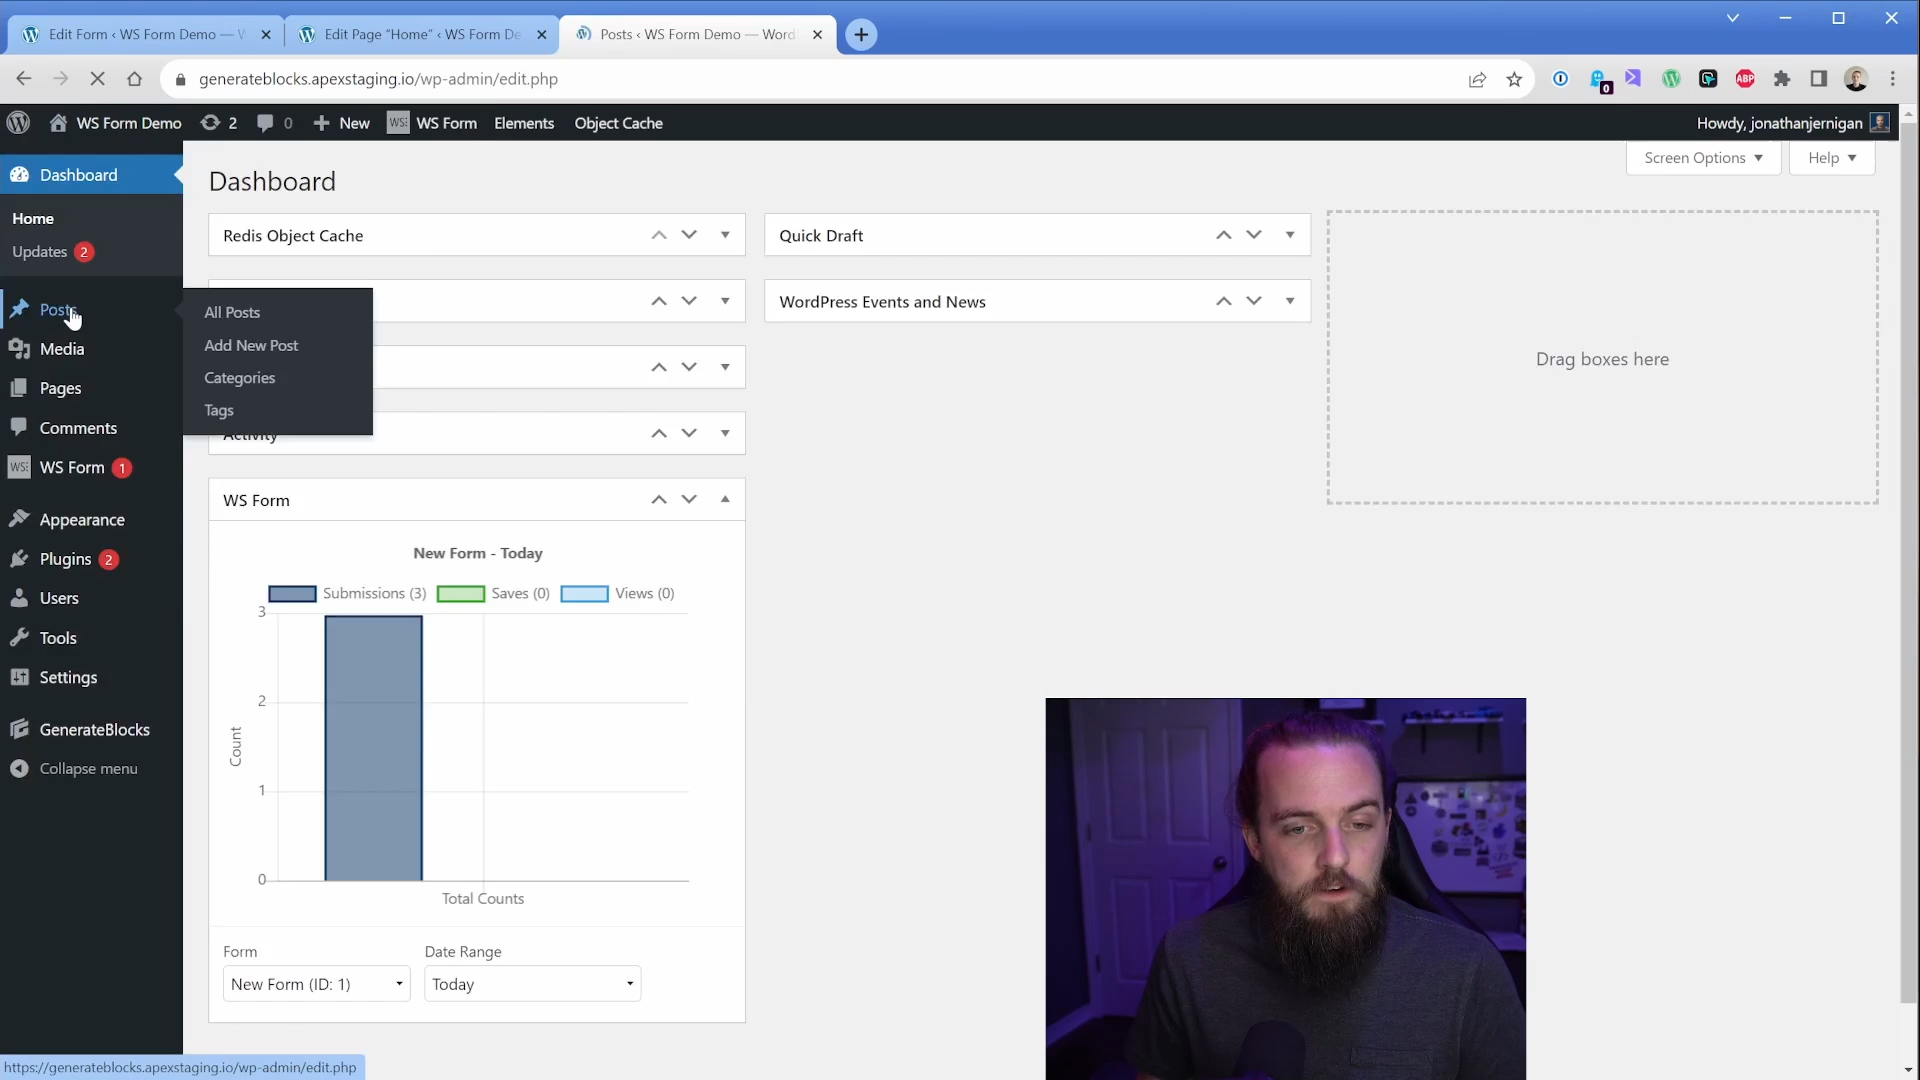 Edit Form ‹ WS Form Demo — W
Edit Page "Home" ‹ WS Form De
Posts ‹ WS Form Demo — Word
generateblocks.apexstaging.io/wp-admin/edit.php
0
ABP
WS Form Demo
2
0
New
WS Form
Elements
Object Cache
Howdy, jonathanjernigan
Screen Options
Help
Dashboard
Home
Updates 2
Posts
Media
Pages
Comments
WS Form 1
Appearance
Plugins 2
Users
Tools
Settings
GenerateBlocks
Collapse menu
All Posts
Add New Post
Categories
Tags
Dashboard
Redis Object Cache
Activity
WS Form
Quick Draft
WordPress Events and News
Drag boxes here
New Form - Today
Submissions (3)
Saves (0)
Views (0)
3
2
1
0
Count
Total Counts
Form
Date Range
New Form (ID: 1)
Today
https://generateblocks.apexstaging.io/wp-admin/edit.php